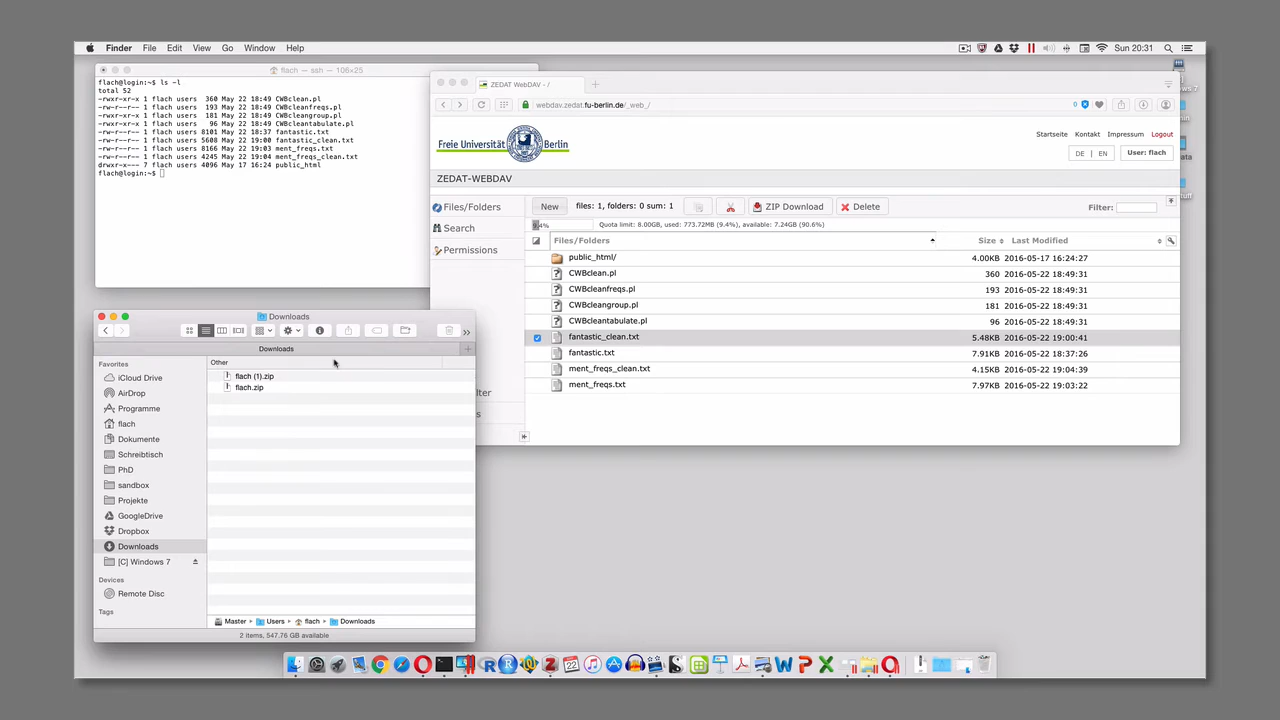 Finder File Edit View Go Window Help
Sun 20:31
flach — ssh — 106×25
flach@login:~$ ls -l
total 52
-rwxr-xr-x 1 flach users 360 May 22 18:49 CWBclean.pl
-rw-r--r-- 1 flach users 193 May 22 18:49 CWBcleanfreqs.pl
-rwxr-xr-x 1 flach users 181 May 22 18:49 CWBcleangroup.pl
-rwxr-xr-x 1 flach users 96 May 22 18:49 CWBcleantabulate.pl
-rw-r--r-- 1 flach users 8101 May 22 18:37 fantastic.txt
-rw-r--r-- 1 flach users 5608 May 22 19:00 fantastic_clean.txt
-rw-r--r-- 1 flach users 8166 May 22 19:03 ment_freqs.txt
-rw-r--r-- 1 flach users 4245 May 22 19:04 ment_freqs_clean.txt
drwxr-x--- 7 flach users 4096 May 17 16:24 public_html
flach@login:~$
ZEDAT WebDAV - /
webdav.zedat.fu-berlin.de/_web_/
0
Freie Universität Berlin
Startseite Kontakt Impressum Logout
DE | EN
User: flach
ZEDAT-WEBDAV
Files/Folders
Search
Permissions
New files: 1, folders: 0 sum: 1 ZIP Download Delete Filter:
Quota limit: 8.00GB, used: 773.72MB (9.4%), available: 7.24GB (90.6%)
Files/Folders Size Last Modified
public_html/ 4.00KB 2016-05-17 16:24:27
CWBclean.pl 360 2016-05-22 18:49:31
CWBcleanfreqs.pl 193 2016-05-22 18:49:31
CWBcleangroup.pl 181 2016-05-22 18:49:31
CWBcleantabulate.pl 96 2016-05-22 18:49:31
fantastic_clean.txt 5.48KB 2016-05-22 19:00:41
fantastic.txt 7.91KB 2016-05-22 18:37:26
ment_freqs_clean.txt 4.15KB 2016-05-22 19:04:39
ment_freqs.txt 7.97KB 2016-05-22 19:03:22
Downloads
Downloads
Favorites
iCloud Drive
AirDrop
Programme
flach
Dokumente
Schreibtisch
PhD
sandbox
Projekte
GoogleDrive
Dropbox
Downloads
[C] Windows 7
Devices
Remote Disc
Tags
Other
flach (1).zip
flach.zip
Master Users flach Downloads
2 items, 547.76 GB available